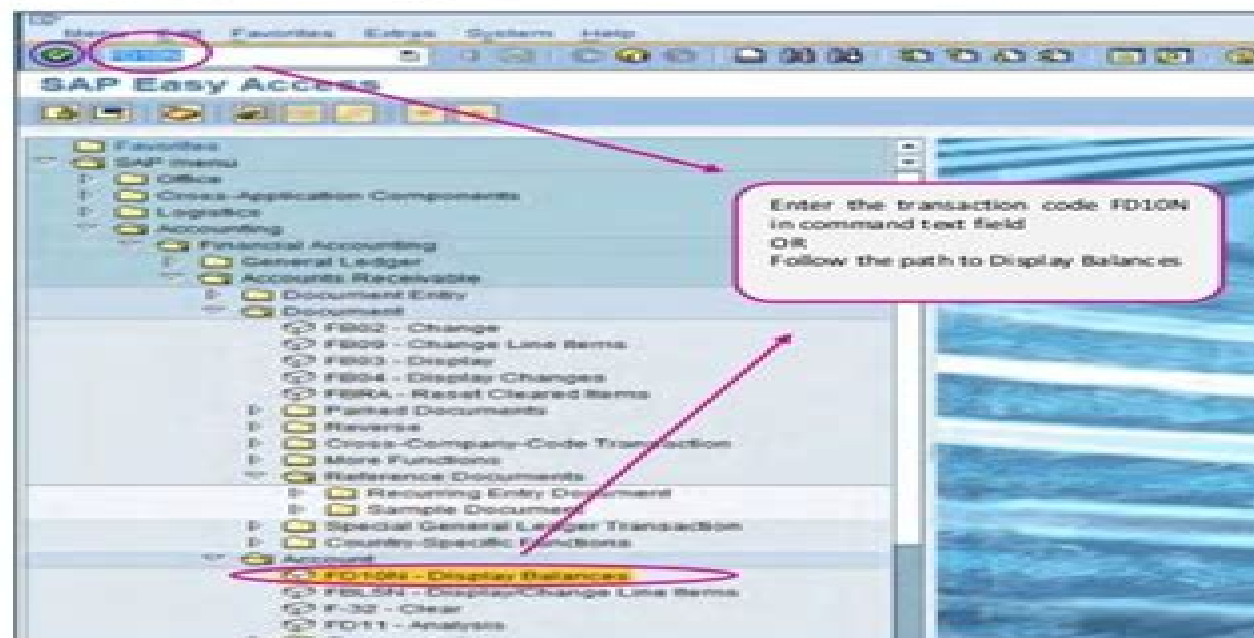 Menu Edit Favorites Extras System Help
FD10N
SAP Easy Access
Favorites
SAP menu
Office
Cross-Application Components
Logistics
Accounting
Financial Accounting
General Ledger
Accounts Receivable
Document Entry
Document
FB02 - Change
FB09 - Change Line Items
FB03 - Display
FB04 - Display Changes
FBRA - Reset Cleared Items
Parked Documents
Reverse
Cross-Company-Code Transaction
More Functions
Reference Documents
Recurring Entry Document
Sample Document
Special General Ledger Transaction
Country-Specific Functions
Account
FD10N - Display Balances
FBL5N - Display/Change Line Items
F-32 - Clear
FD11 - Analysis
Enter the transaction code FD10N
in command text field
OR
Follow the path to Display Balances